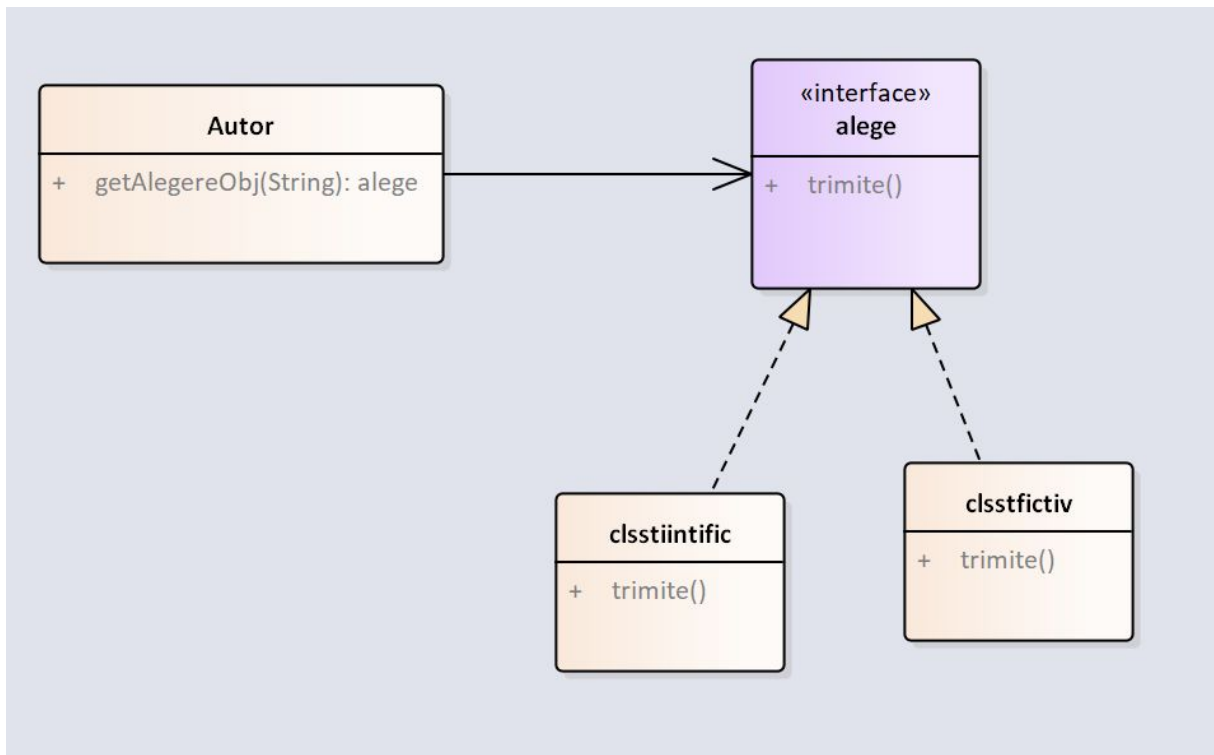 Autor
+ getAlegereObj(String): alege
«interface»
alege
+ trimite()
clsstiintific
+ trimite()
clsstfictiv
+ trimite()